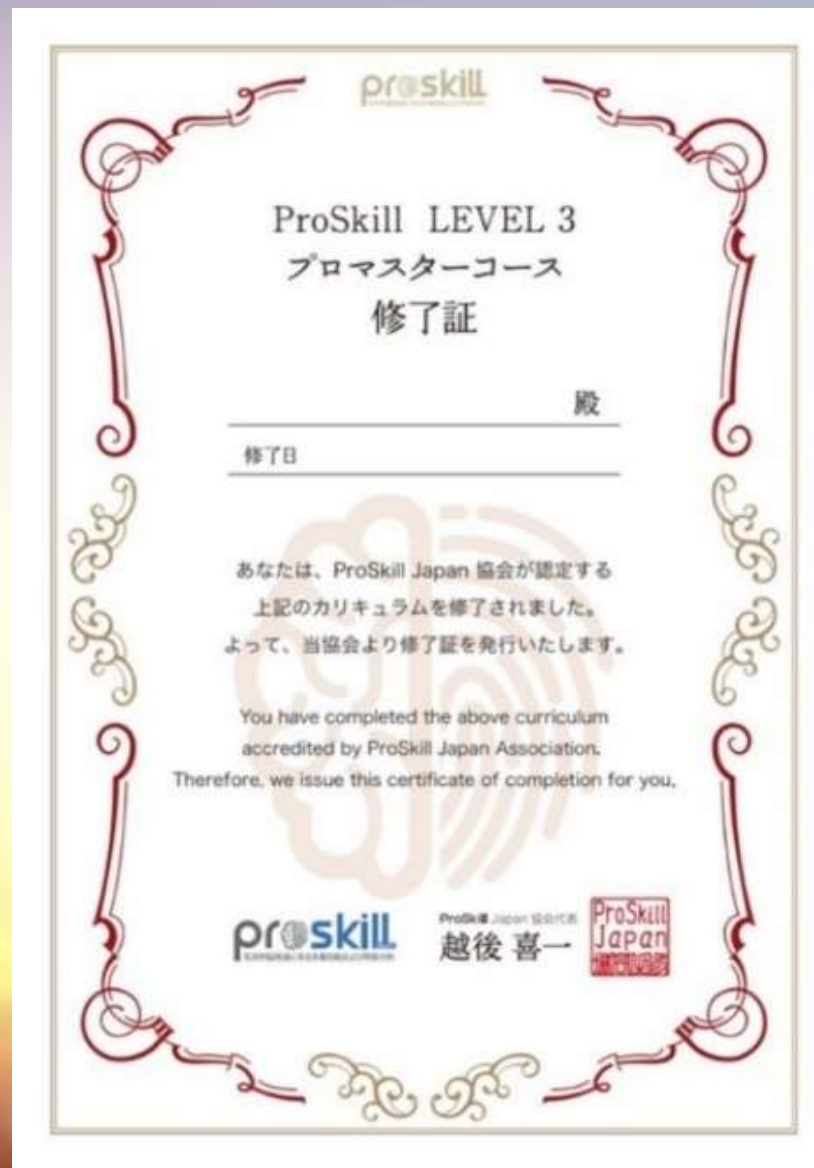 proskill
ProSkill LEVEL 3
プロマスターコース
修了証
殿
修了日
あなたは、ProSkill Japan 協会が認定する
上記のカリキュラムを修了されました。
よって、当協会より修了証を発行いたします。
You have completed the above curriculum
accredited by ProSkill Japan Association.
Therefore, we issue this certificate of completion for you.
proskill
ProSkill Japan 協会代表
越後 喜一
ProSkill
Japan